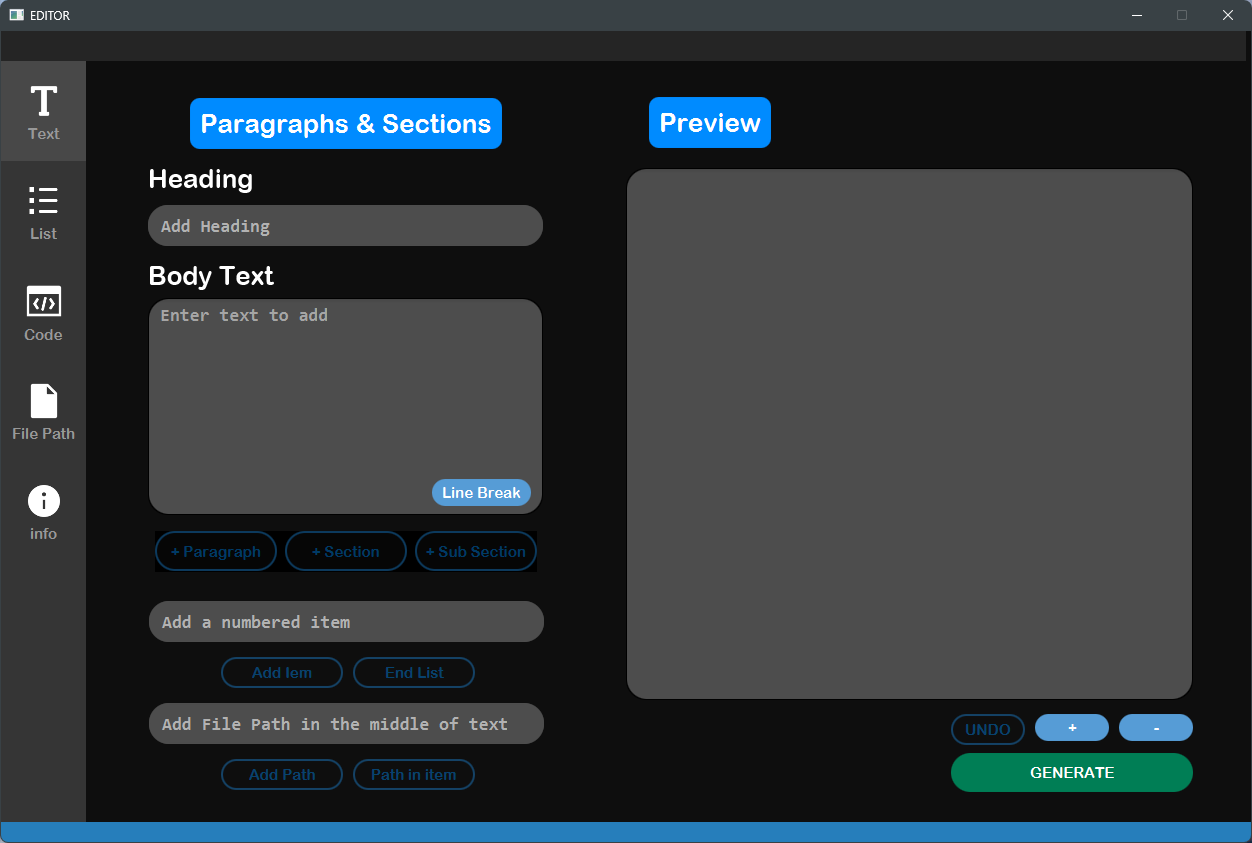 EDITOR
Text
List
Code
File Path
info
Paragraphs & Sections
Heading
Add Heading
Body Text
Enter text to add
Line Break
+ Paragraph
+ Section
+ Sub Section
Add a numbered item
Add Iem
End List
Add File Path in the middle of text
Add Path
Path in item
Preview
UNDO
+
-
GENERATE